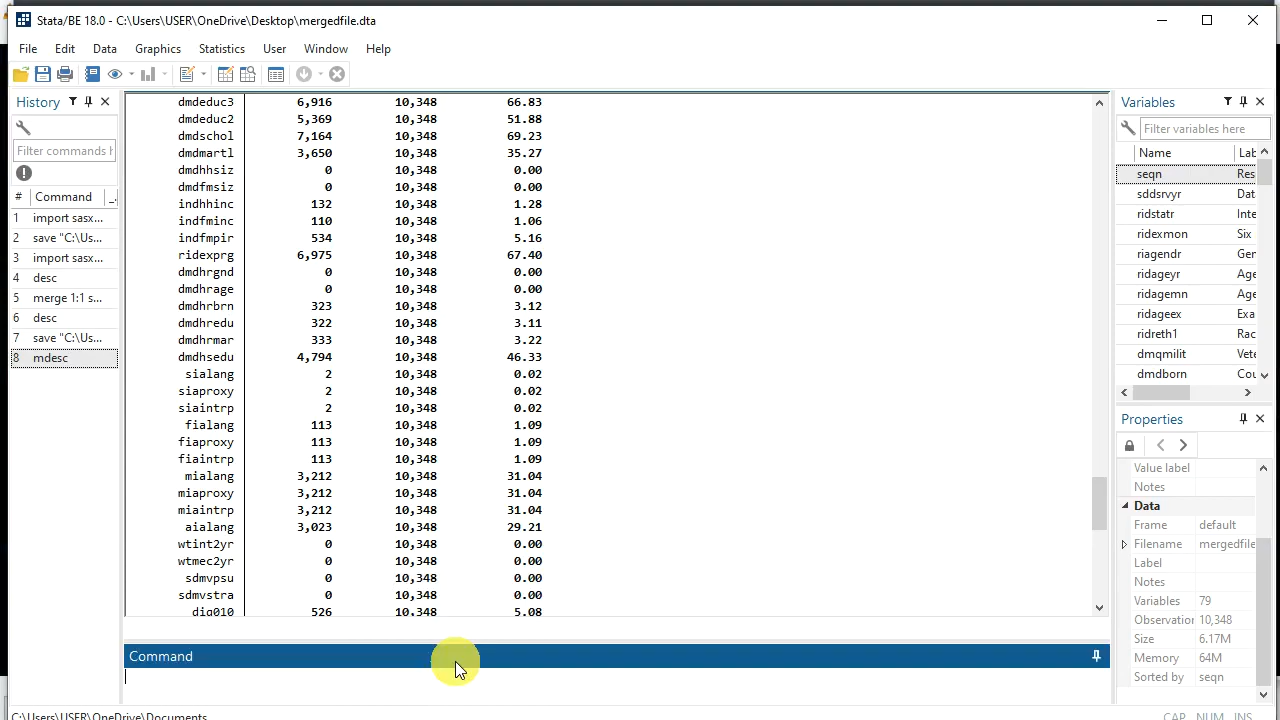 Stata/BE 18.0 - C:\Users\USER\OneDrive\Desktop\mergedfile.dta
File Edit Data Graphics Statistics User Window Help
History
Filter commands h
# Command
1 import sasx...
2 save "C:\Us...
3 import sasx...
4 desc
5 merge 1:1 s...
6 desc
7 save "C:\Us...
8 mdesc
dmdeduc3 6,916 10,348 66.83
dmdeduc2 5,369 10,348 51.88
dmdschol 7,164 10,348 69.23
dmdmartl 3,650 10,348 35.27
dmdhhsiz 0 10,348 0.00
dmdfmsiz 0 10,348 0.00
indhhinc 132 10,348 1.28
indfminc 110 10,348 1.06
indfmpir 534 10,348 5.16
ridexprg 6,975 10,348 67.40
dmdhrgnd 0 10,348 0.00
dmdhrage 0 10,348 0.00
dmdhrbrn 323 10,348 3.12
dmdhredu 322 10,348 3.11
dmdhrmar 333 10,348 3.22
dmdhsedu 4,794 10,348 46.33
sialang 2 10,348 0.02
siaproxy 2 10,348 0.02
siaintrp 2 10,348 0.02
fialang 113 10,348 1.09
fiaproxy 113 10,348 1.09
fiaintrp 113 10,348 1.09
mialang 3,212 10,348 31.04
miaproxy 3,212 10,348 31.04
miaintrp 3,212 10,348 31.04
aialang 3,023 10,348 29.21
wtint2yr 0 10,348 0.00
wtmec2yr 0 10,348 0.00
sdmvpsu 0 10,348 0.00
sdmvstra 0 10,348 0.00
diq010 526 10,348 5.08
Command
Variables
Filter variables here
Name Lab
seqn Res
sddsrvyr Dat
ridstatr Inte
ridexmon Six
riagendr Ger
ridageyr Age
ridagemn Age
ridageex Exa
ridreth1 Rac
dmqmilit Vete
dmdborn Cou
Properties
Value label
Notes
Data
Frame default
Filename mergedfile
Label
Notes
Variables 79
Observation 10,348
Size 6.17M
Memory 64M
Sorted by seqn
C:\Users\USER\OneDrive\Documents
CAP NUM INS